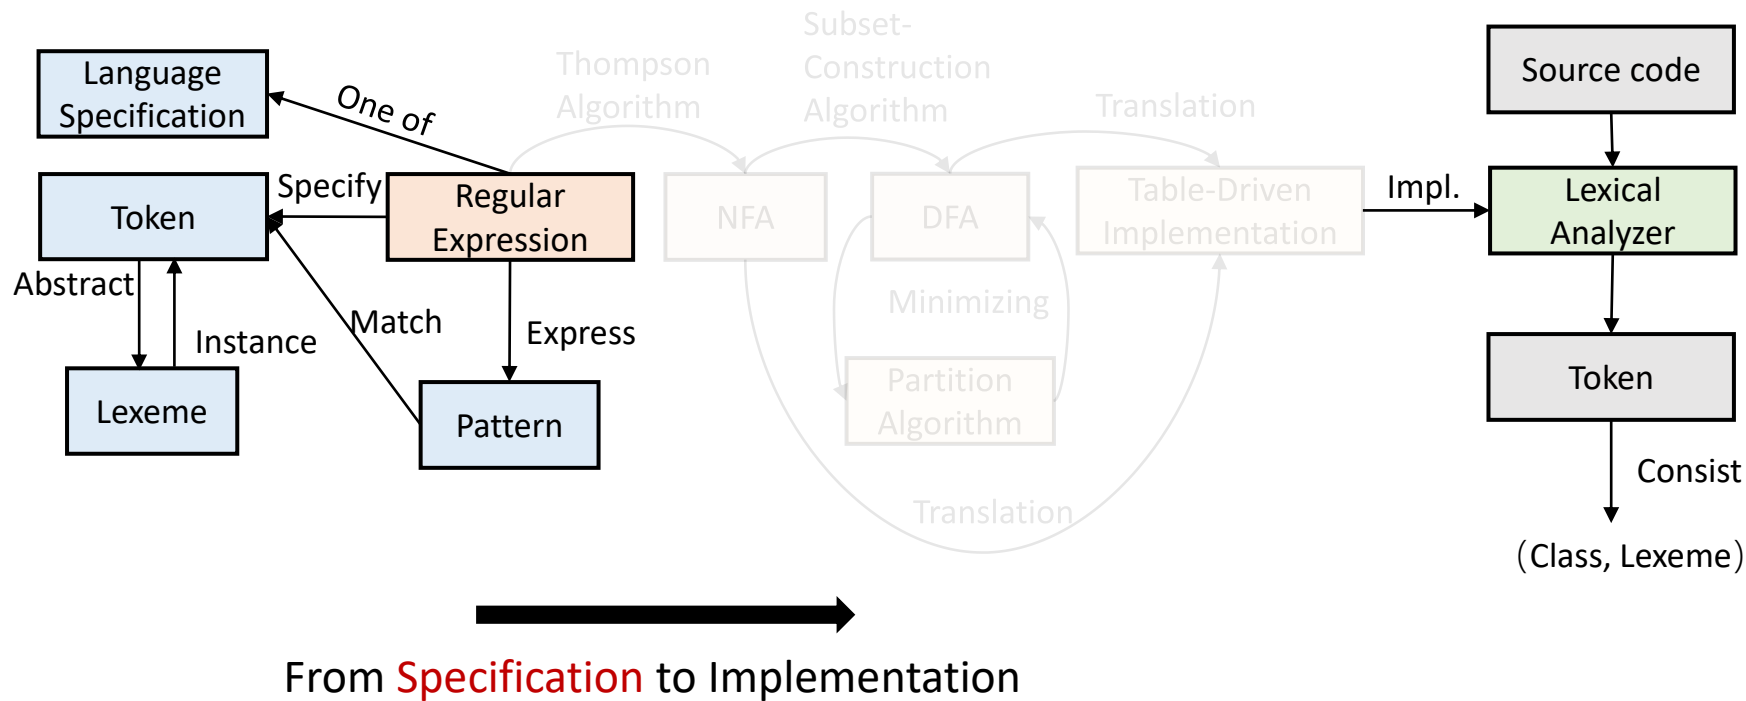 Language
Specification
One of
Thompson
Algorithm
Subset-
Construction
Algorithm
Translation
Source code
Token
Specify
Regular
Expression
NFA
DFA
Table-Driven
Implementation
Impl.
Lexical
Analyzer
Abstract
Instance
Match
Express
Minimizing
Lexeme
Pattern
Partition
Algorithm
Token
Translation
Consist
（Class, Lexeme）
From Specification to Implementation